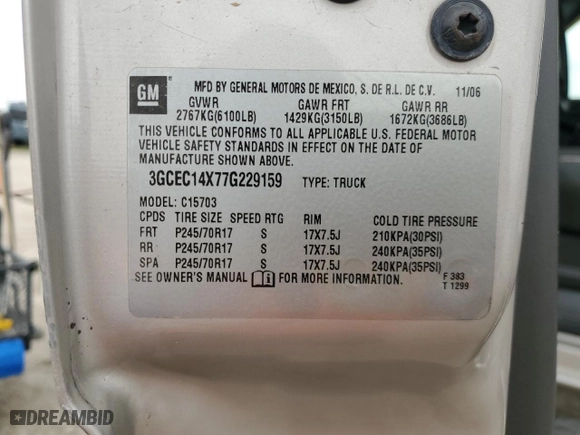 GM
MFD BY GENERAL MOTORS DE MEXICO, S. DE R.L. DE C.V. 11/06
GVWR GAWR FRT GAWR RR
2767KG(6100LB) 1429KG(3150LB) 1672KG(3686LB)
THIS VEHICLE CONFORMS TO ALL APPLICABLE U.S. FEDERAL MOTOR
VEHICLE SAFETY STANDARDS IN EFFECT ON THE DATE OF
MANUFACTURE SHOWN ABOVE.
3GCEC14X77G229159 TYPE: TRUCK
MODEL: C15703
CPDS TIRE SIZE SPEED RTG RIM COLD TIRE PRESSURE
FRT P245/70R17 S 17X7.5J 210KPA(30PSI)
RR P245/70R17 S 17X7.5J 240KPA(35PSI)
SPA P245/70R17 S 17X7.5J 240KPA(35PSI)
SEE OWNER'S MANUAL FOR MORE INFORMATION. F 383
T 1299
DREAMBID